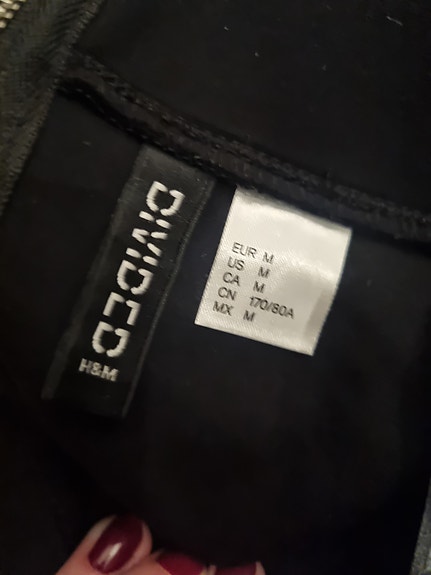 DIVIDED
H&M
EUR M
US M
CA M
CN 170/80A
MX M